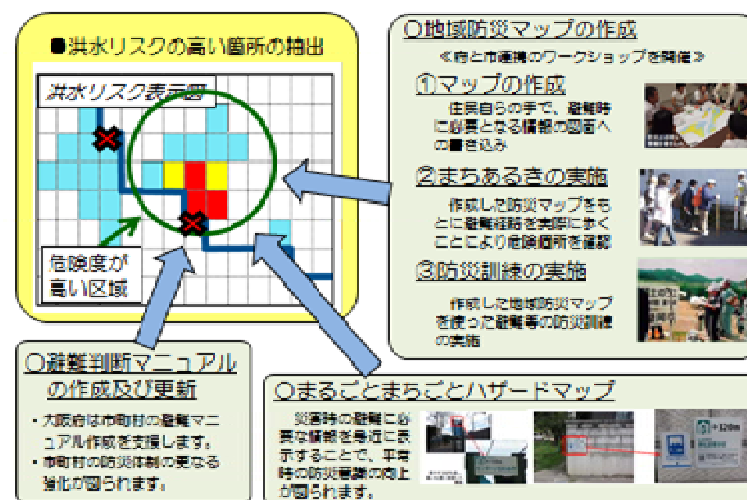 ●洪水リスクの高い箇所の抽出
洪水リスク表示図
危険度が
高い区域
〇地域防災マップの作成
≪府と市連携のワークショップを開催≫
①マップの作成
住民自らの手で、避難時
に必要となる情報の図面へ
の書き込み
②まちあるきの実施
作成した防災マップをも
とに避難経路を実際に歩く
ことにより危険箇所を確認
③防災訓練の実施
作成した地域防災マップ
を使った避難等の防災訓練
の実施
〇避難判断マニュアル
の作成及び更新
・大阪府は市町村の避難マニ
ュアル作成を支援します。
・市町村の防災体制の更なる
強化が図られます。
〇まるごとまちごとハザードマップ
災害時の避難に必
要な情報を身近に表
示することで、平常
時の防災意識の向上
が図られます。